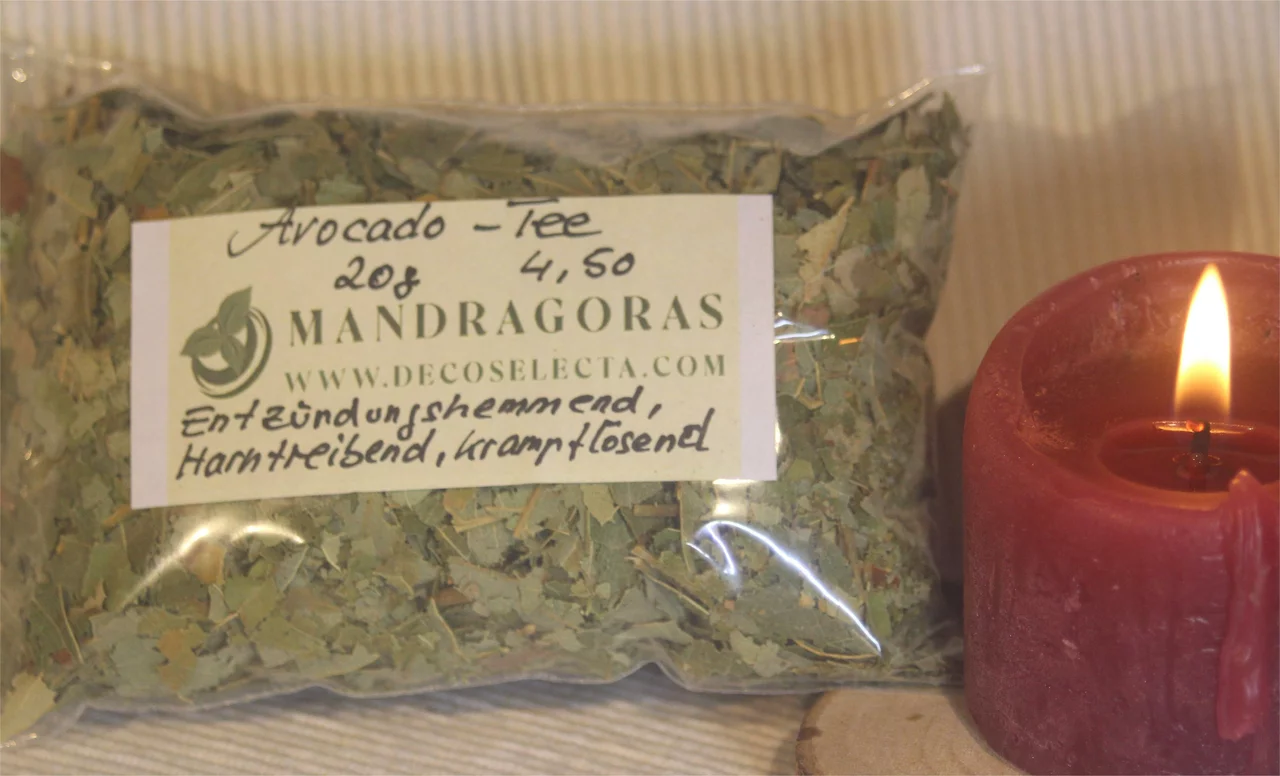 Avocado - Tee
20g 4,50
MANDRAGORAS
WWW.DECOSELECTA.COM
Entzündungshemmend,
Harntreibend, krampflösend